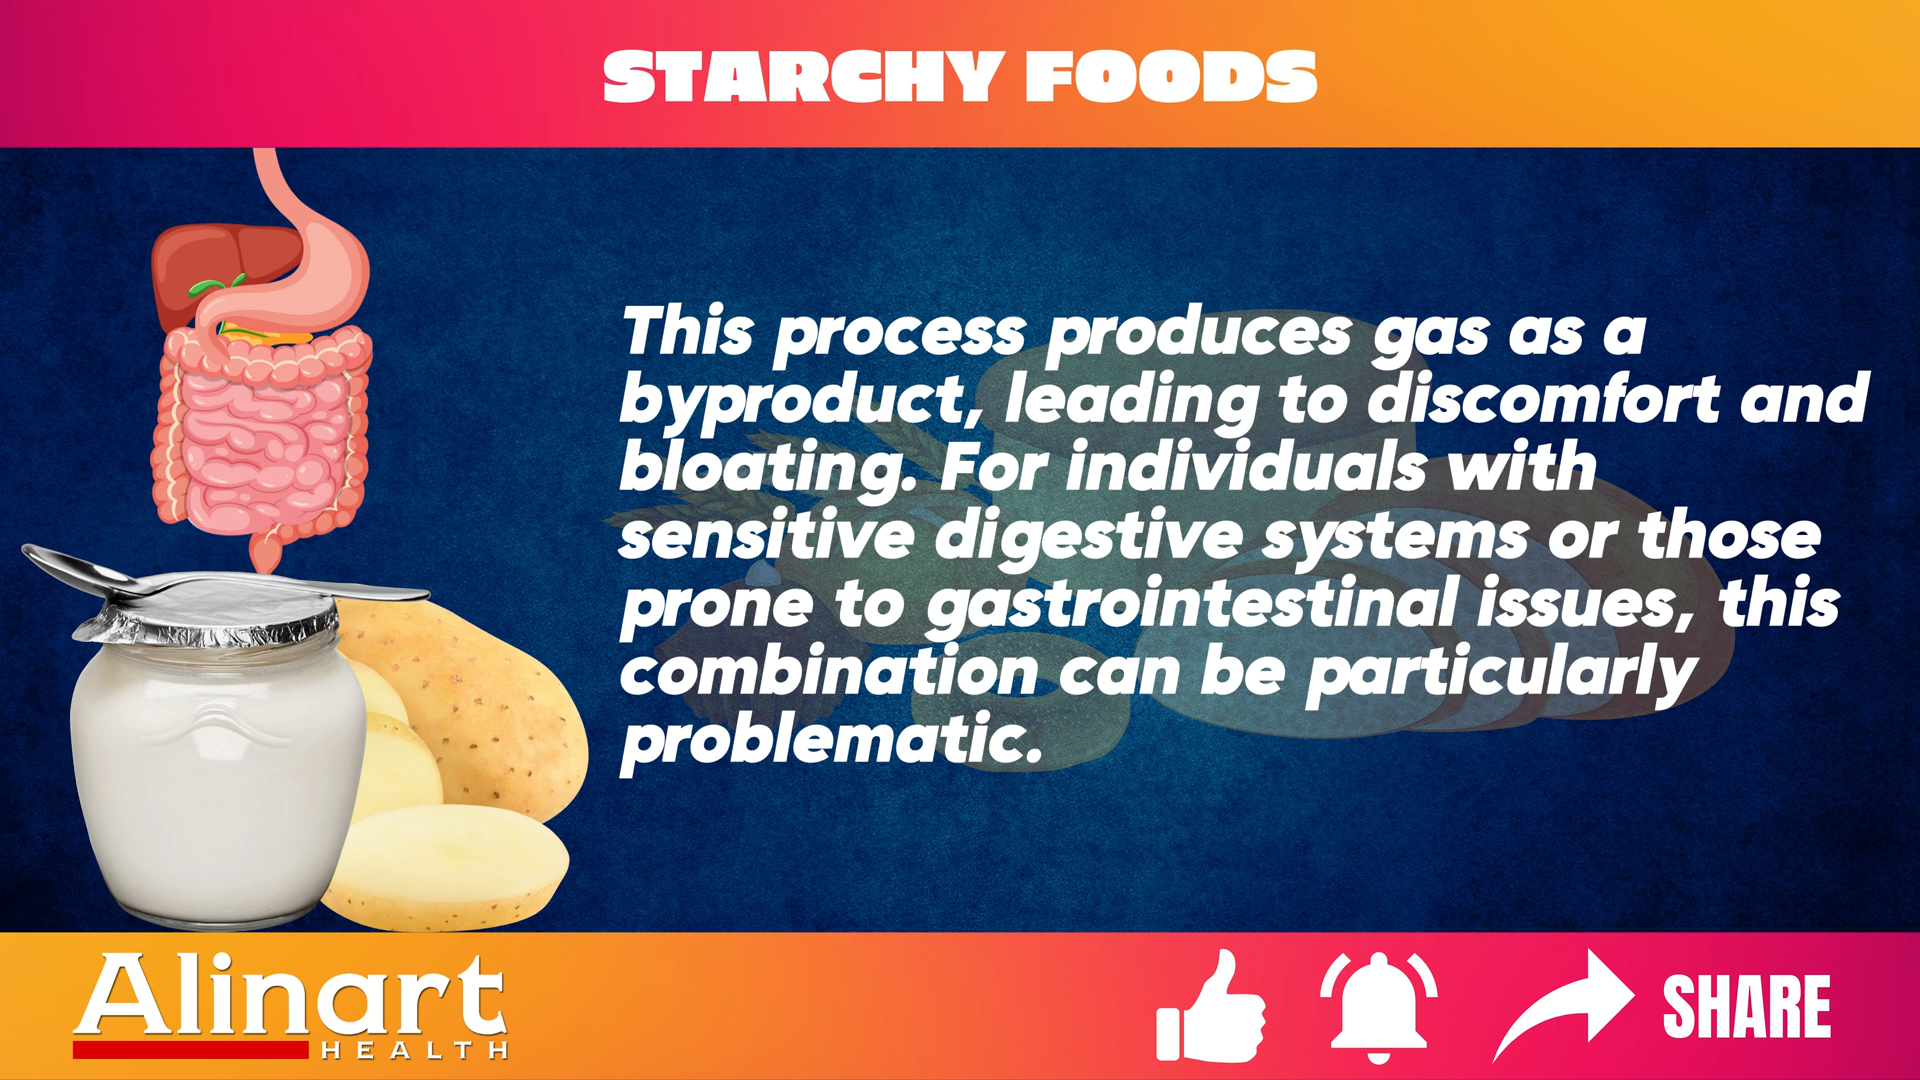 STARCHY FOODS
This process produces gas as a
byproduct, leading to discomfort and
bloating. For individuals with
sensitive digestive systems or those
prone to gastrointestinal issues, this
combination can be particularly
problematic.
Alinart
HEALTH
SHARE